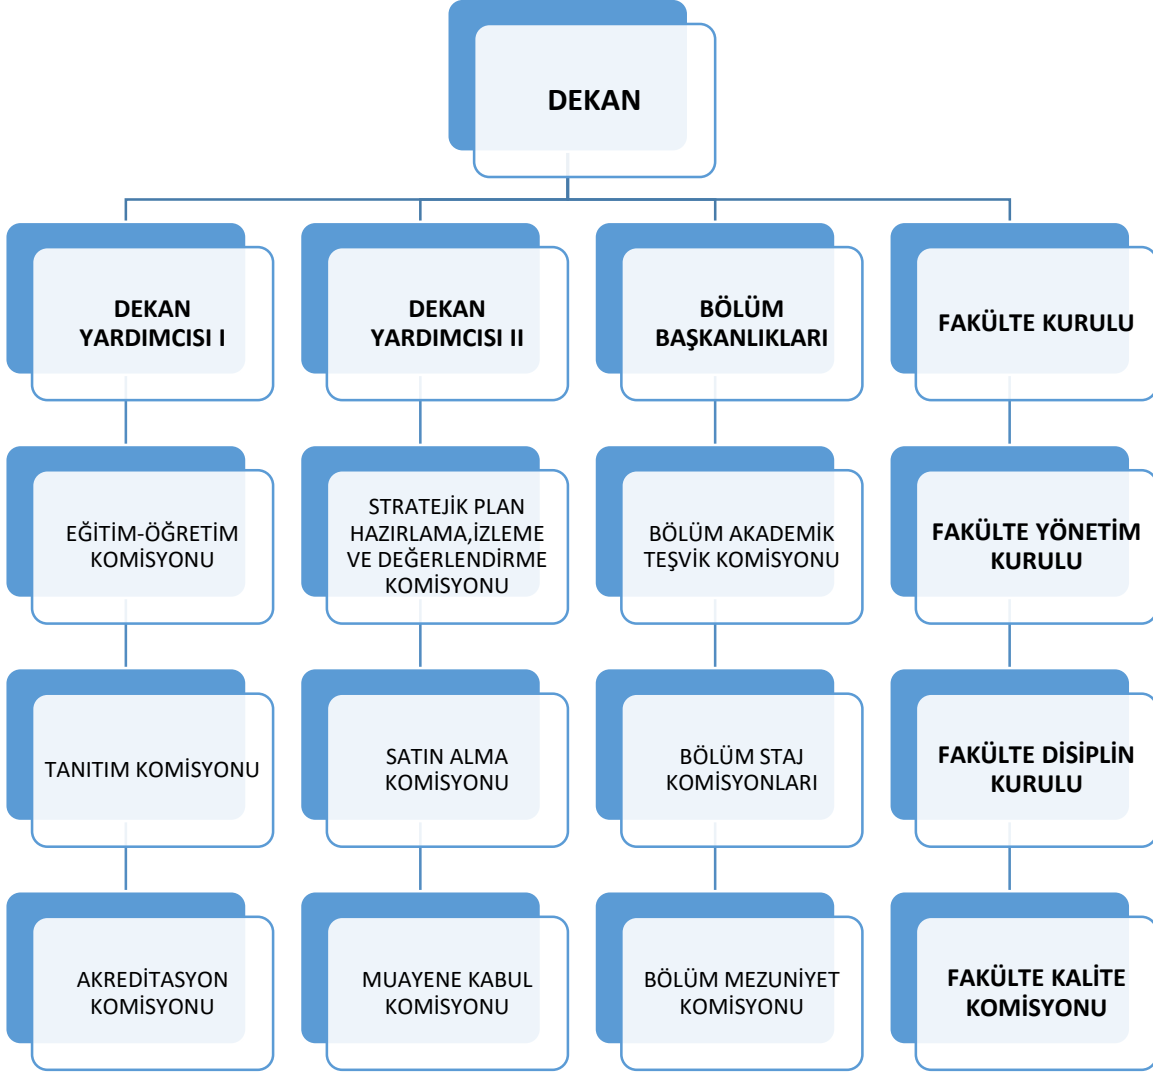 DEKAN
DEKAN
YARDIMCISI I
DEKAN
YARDIMCISI II
BÖLÜM
BAŞKANLIKLARI
FAKÜLTE KURULU
EĞİTİM-ÖĞRETİM
KOMİSYONU
STRATEJİK PLAN
HAZIRLAMA,İZLEME
VE DEĞERLENDİRME
KOMİSYONU
BÖLÜM AKADEMİK
TEŞVİK KOMİSYONU
FAKÜLTE YÖNETİM
KURULU
TANITIM KOMİSYONU
SATIN ALMA
KOMİSYONU
BÖLÜM STAJ
KOMİSYONLARI
FAKÜLTE DİSİPLİN
KURULU
AKREDİTASYON
KOMİSYONU
MUAYENE KABUL
KOMİSYONU
BÖLÜM MEZUNİYET
KOMİSYONU
FAKÜLTE KALİTE
KOMİSYONU